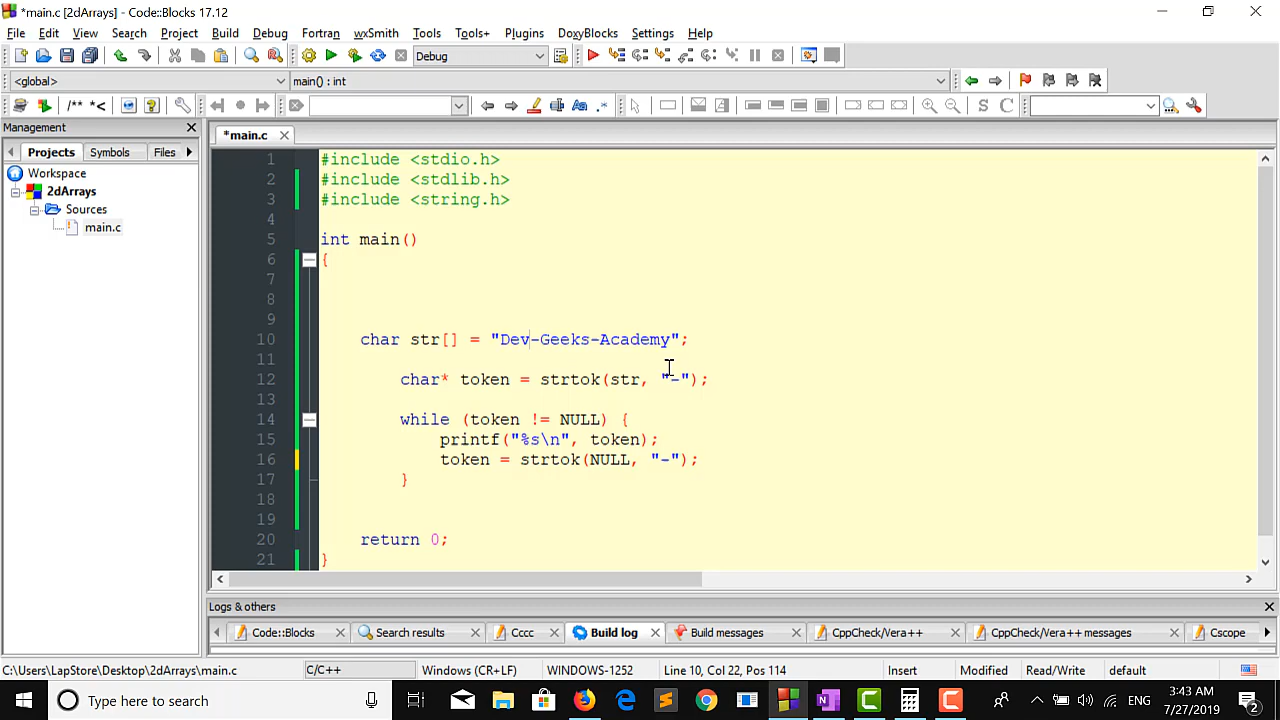 *main.c [2dArrays] - Code::Blocks 17.12
File Edit View Search Project Build Debug Fortran wxSmith Tools Tools+ Plugins DoxyBlocks Settings Help
Debug
<global> main() : int
/** *< S C
Management
*main.c
Projects Symbols Files
Workspace
2dArrays
Sources
main.c
1 #include <stdio.h>
2 #include <stdlib.h>
3 #include <string.h>
4
5 int main()
6 {
7
8
9
10 char str[] = "Dev-Geeks-Academy";
11
12 char* token = strtok(str, "-");
13
14 while (token != NULL) {
15 printf("%s\n", token);
16 token = strtok(NULL, "-");
17 }
18
19
20 return 0;
21 }
Logs & others
Code::Blocks Search results Cccc Build log Build messages CppCheck/Vera++ CppCheck/Vera++ messages Cscope
C:\Users\LapStore\Desktop\2dArrays\main.c C/C++ Windows (CR+LF) WINDOWS-1252 Line 10, Col 22, Pos 114 Insert Modified Read/Write default
Type here to search ENG 3:43 AM
7/27/2019 2